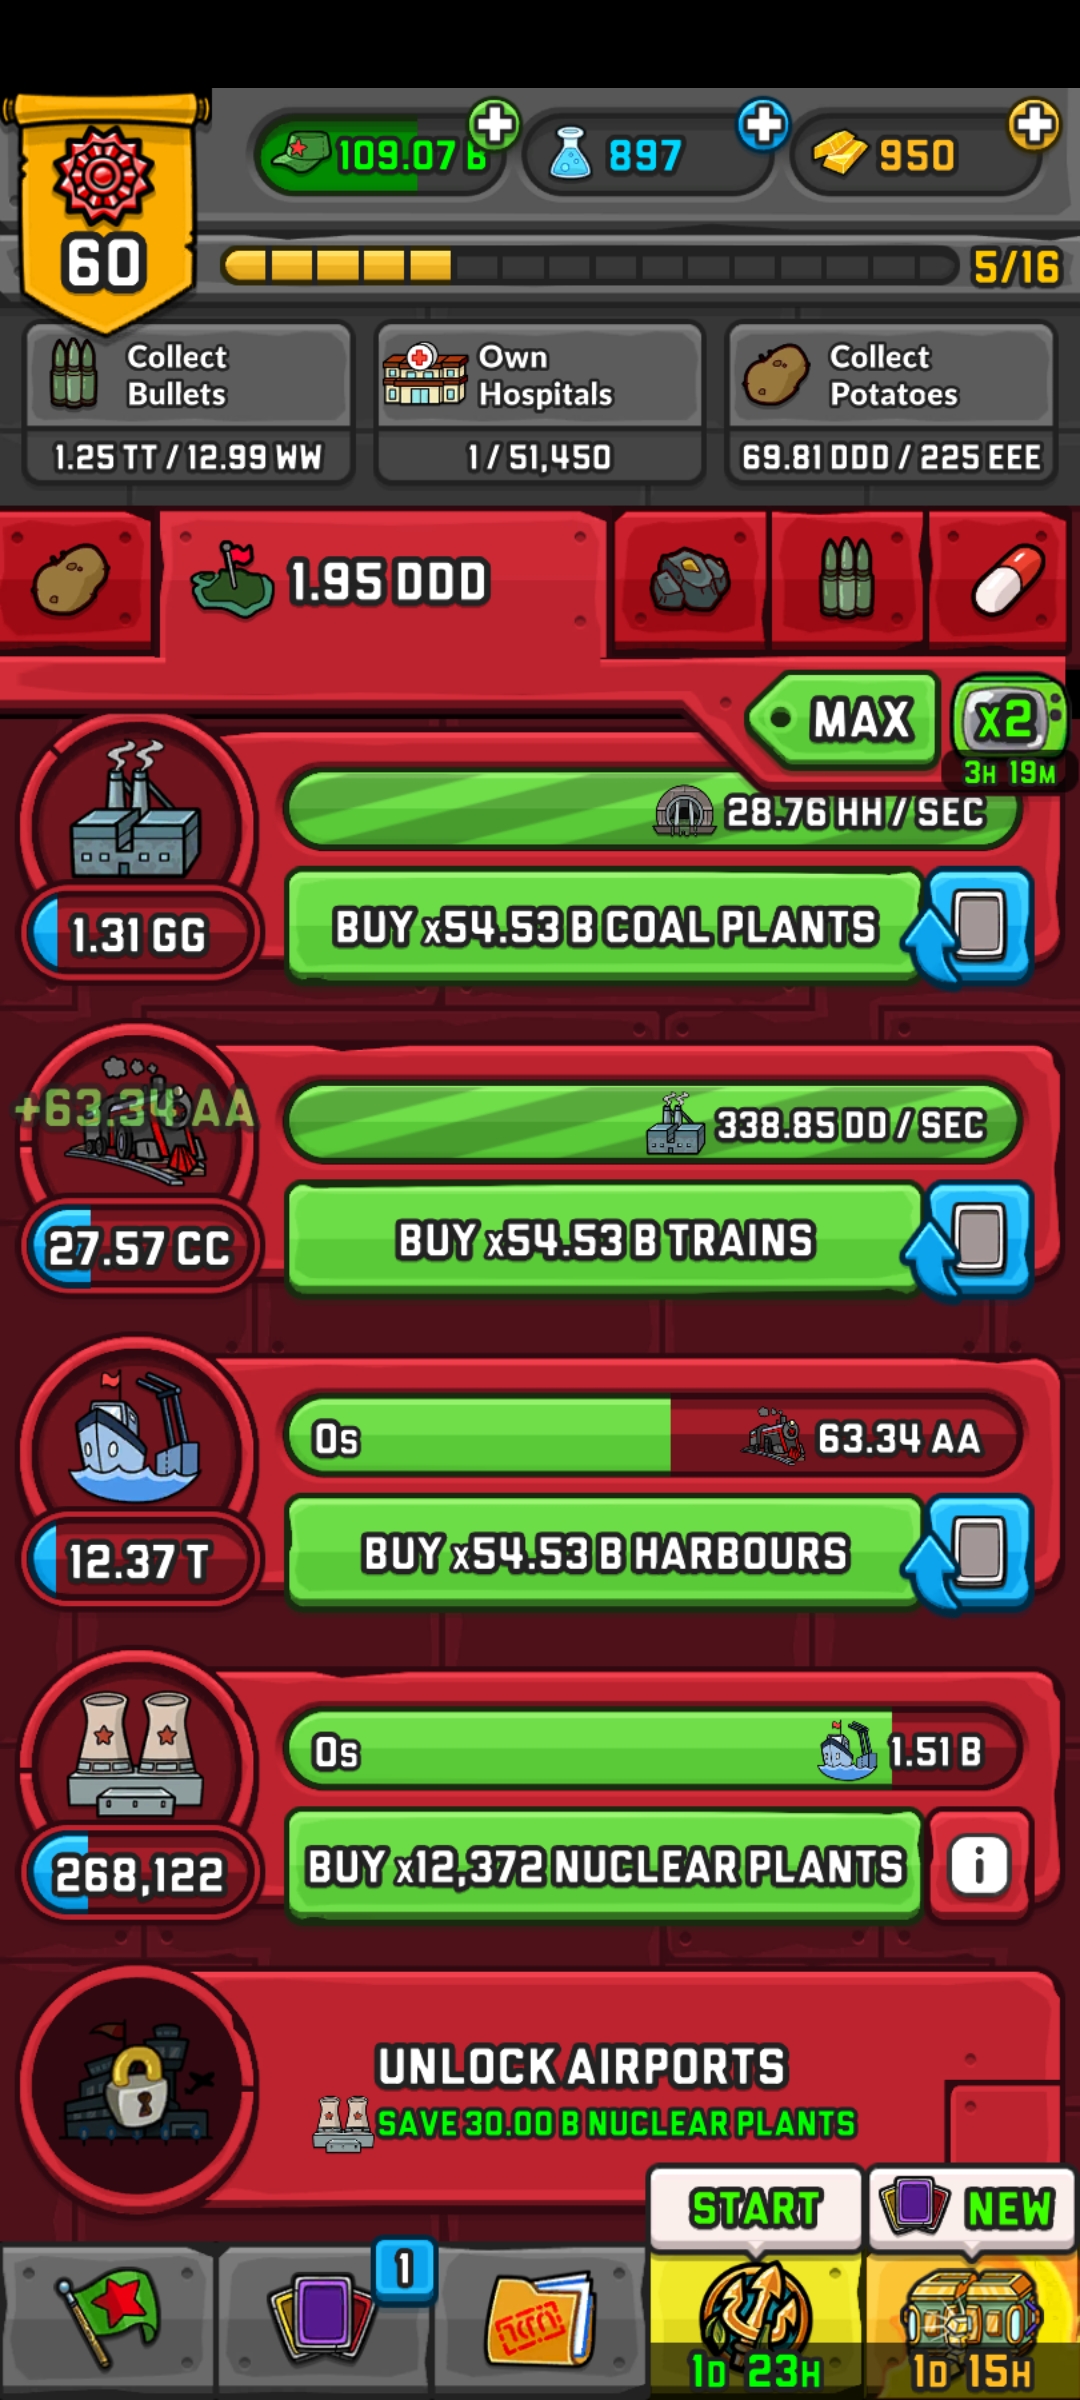 109.07 B
897
950
60
5/16
Collect
Bullets
1.25 TT / 12.99 WW
Own
Hospitals
1 / 51,450
Collect
Potatoes
69.81 DDD / 225 EEE
1.95 DDD
MAX
x2
3H 19M
28.76 HH / SEC
1.31 GG
BUY x54.53 B COAL PLANTS
+63.34 AA
338.85 DD / SEC
27.57 CC
BUY x54.53 B TRAINS
0s
63.34 AA
12.37 T
BUY x54.53 B HARBOURS
0s
1.51 B
268,122
BUY x12,372 NUCLEAR PLANTS
i
UNLOCK AIRPORTS
SAVE 30.00 B NUCLEAR PLANTS
START
NEW
1
1D 23H
1D 15H